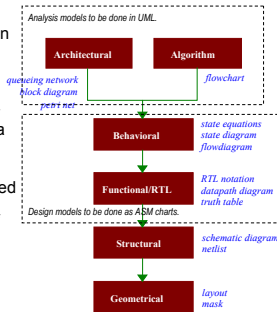 n
Analysis models to be done in UML.
Architectural
Algorithm
queueing network
block diagram
petri net
flowchart
a
Behavioral
state equations
state diagram
flowdiagram
ed
Functional/RTL
RTL notation
datapath diagram
truth table
Design models to be done as ASM charts.
Structural
schematic diagram
netlist
Geometrical
layout
mask